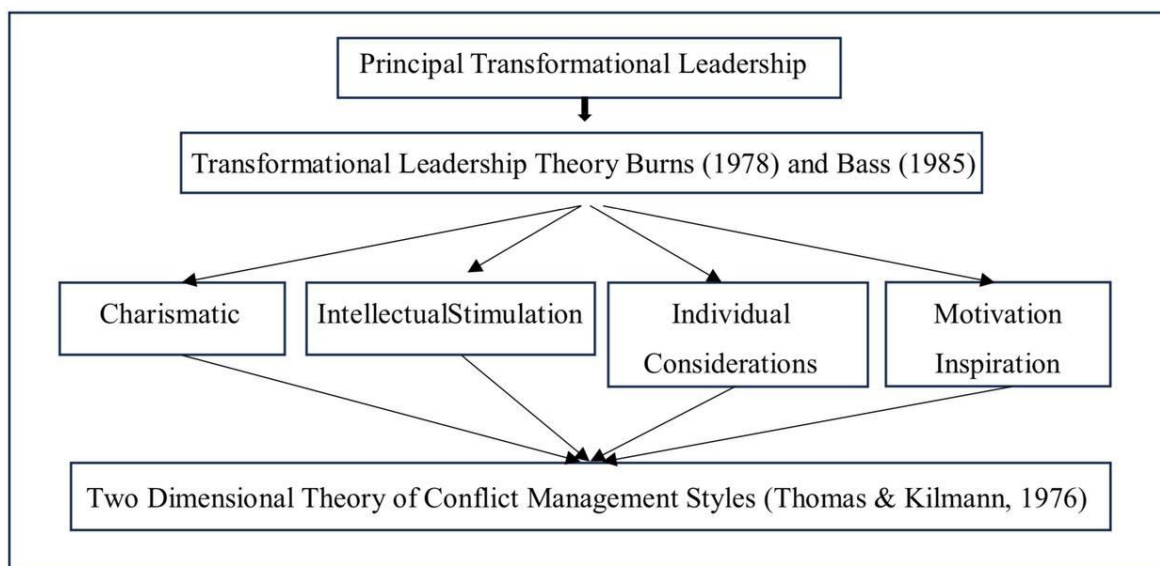 Principal Transformational Leadership
Transformational Leadership Theory Burns (1978) and Bass (1985)
Charismatic
IntellectualStimulation
Individual
Considerations
Motivation
Inspiration
Two Dimensional Theory of Conflict Management Styles (Thomas & Kilmann, 1976)